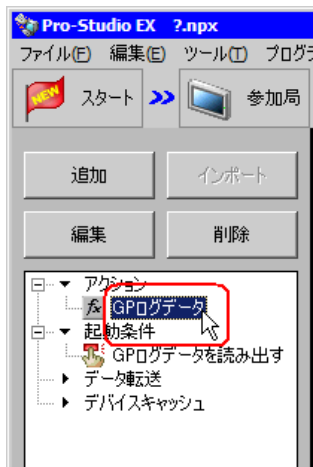 Pro-Studio EX ?.npx
ファイル(F) 編集(E) ツール(T) プログラ
NEW スタート >> 参加局
追加 インポート
編集 削除
アクション
fx GPログデータ
起動条件
GPログデータを読み出す
データ転送
デバイスキャッシュ